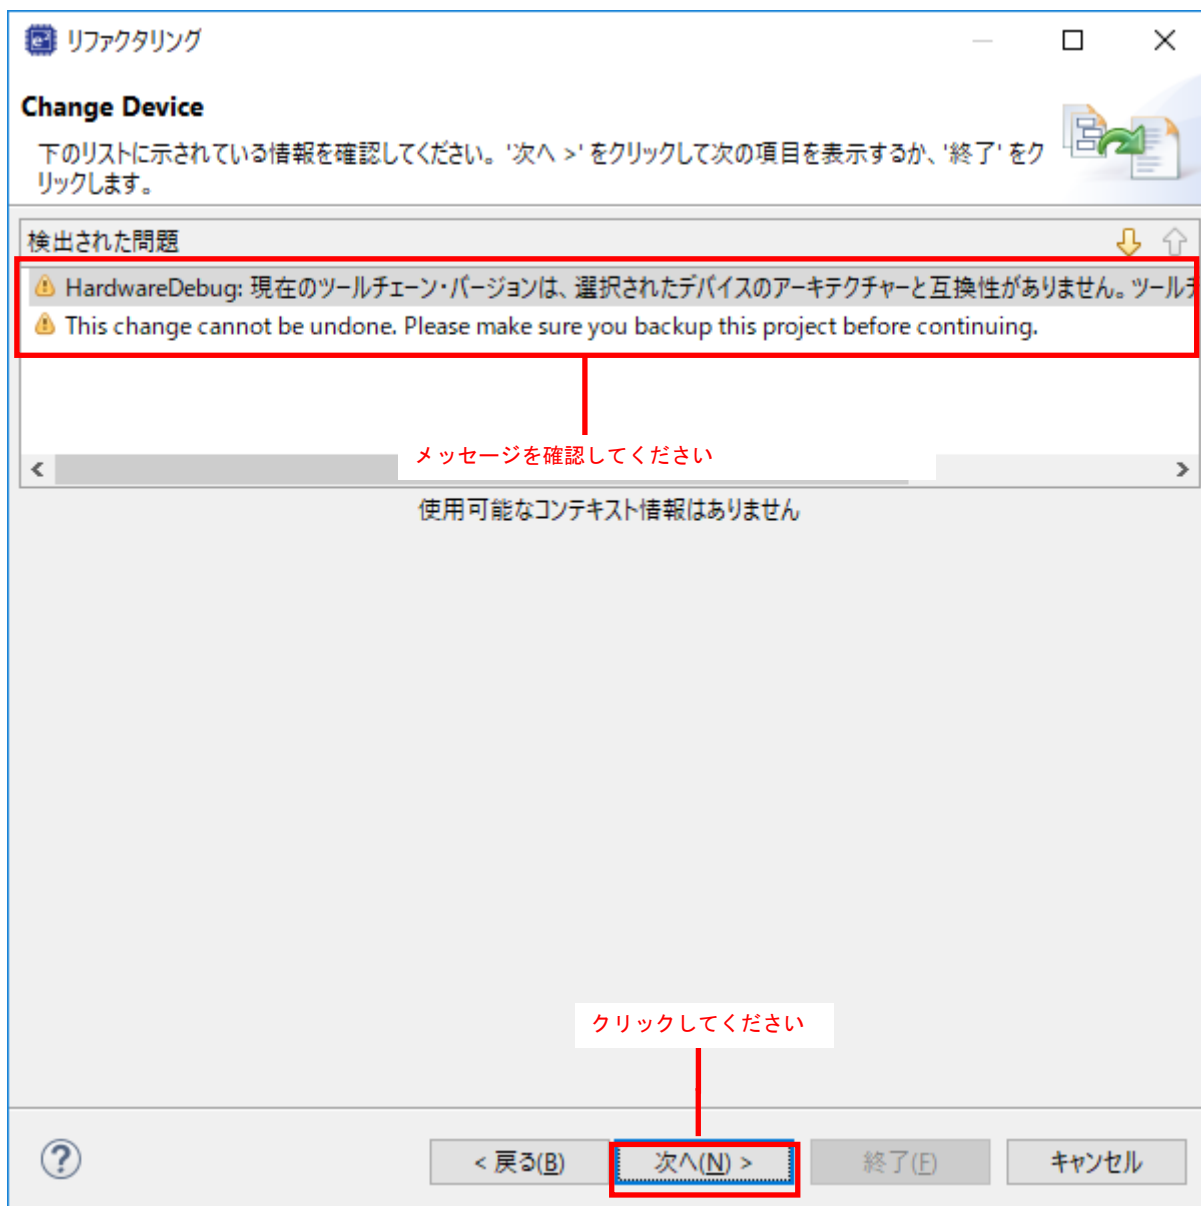 リファクタリング
Change Device
下のリストに示されている情報を確認してください。'次へ >' をクリックして次の項目を表示するか、'終了' をク
リックします。
検出された問題
HardwareDebug: 現在のツールチェーン・バージョンは、選択されたデバイスのアーキテクチャーと互換性がありません。ツールチ
This change cannot be undone. Please make sure you backup this project before continuing.
メッセージを確認してください
使用可能なコンテキスト情報はありません
クリックしてください
< 戻る(B) 次へ(N) > 終了(F) キャンセル